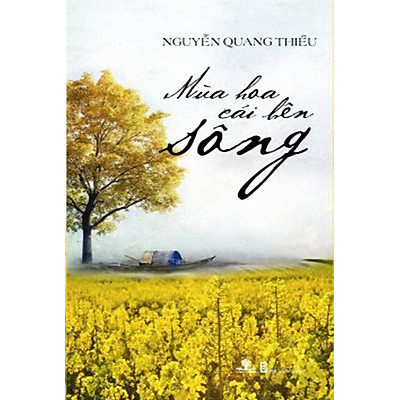 NGUYỄN QUANG THIỀU
Mùa hoa
cải bên
sông